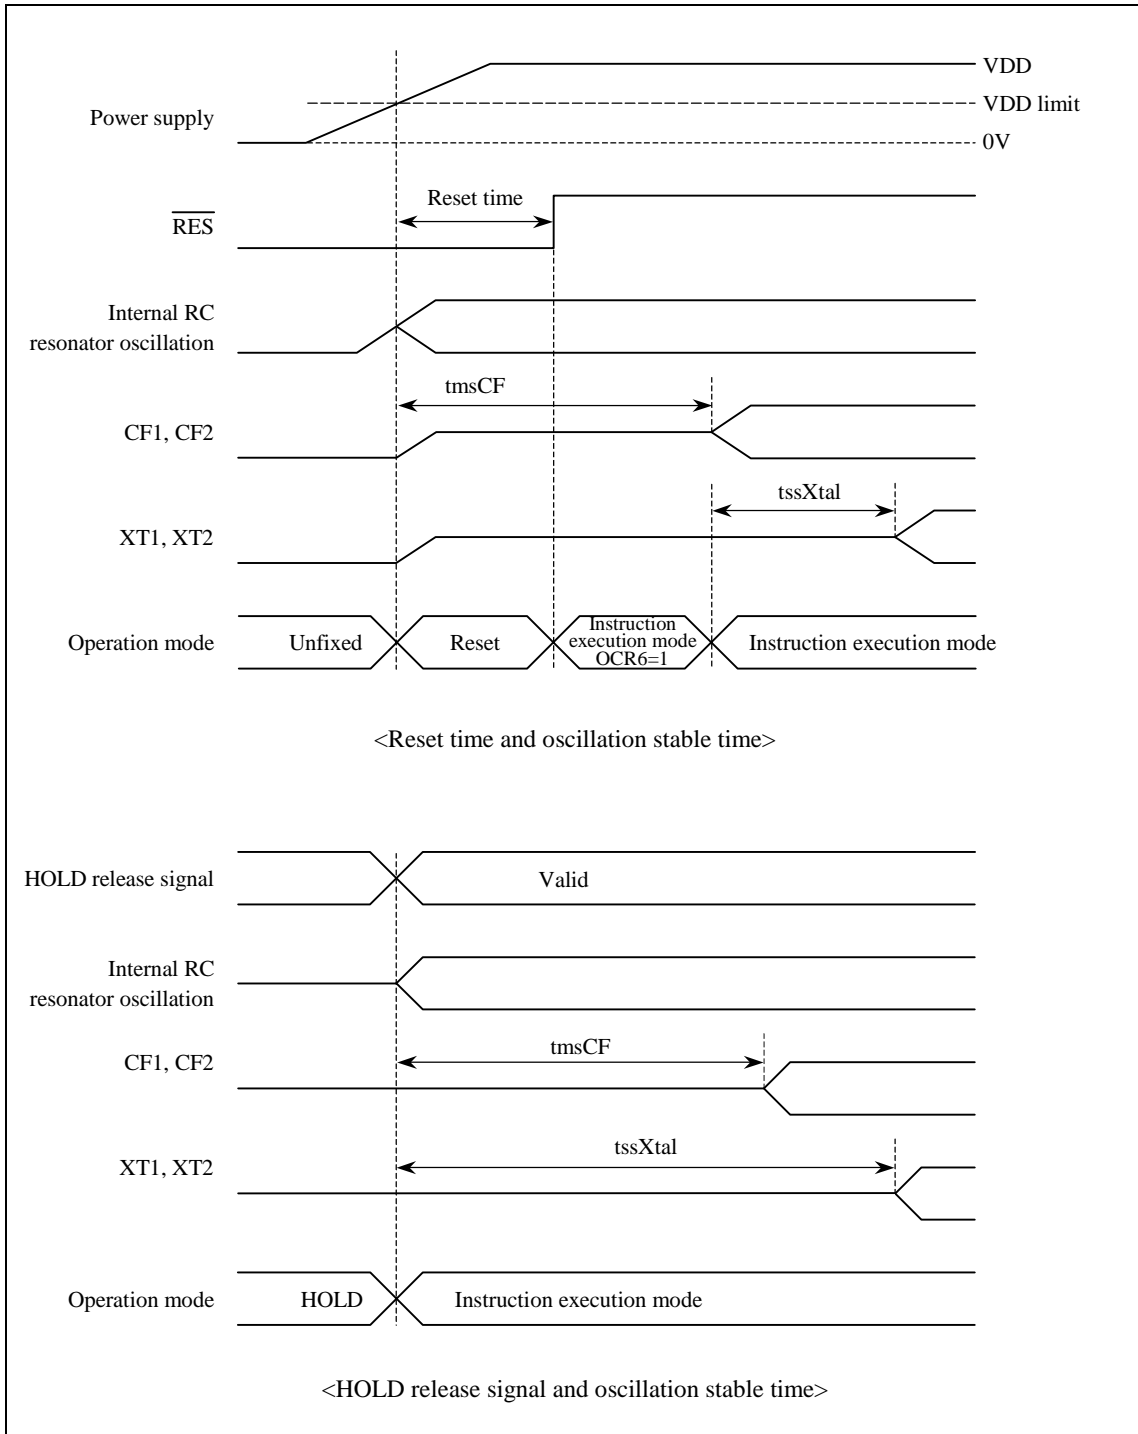 VDD
Power supply
VDD limit
0V
Reset time
RES
Internal RC
resonator oscillation
tmsCF
CF1, CF2
tssXtal
XT1, XT2
Operation mode
Unfixed
Reset
Instruction
execution mode
OCR6=1
Instruction execution mode
<Reset time and oscillation stable time>
HOLD release signal
Valid
Internal RC
resonator oscillation
tmsCF
CF1, CF2
tssXtal
XT1, XT2
Operation mode
HOLD
Instruction execution mode
<HOLD release signal and oscillation stable time>